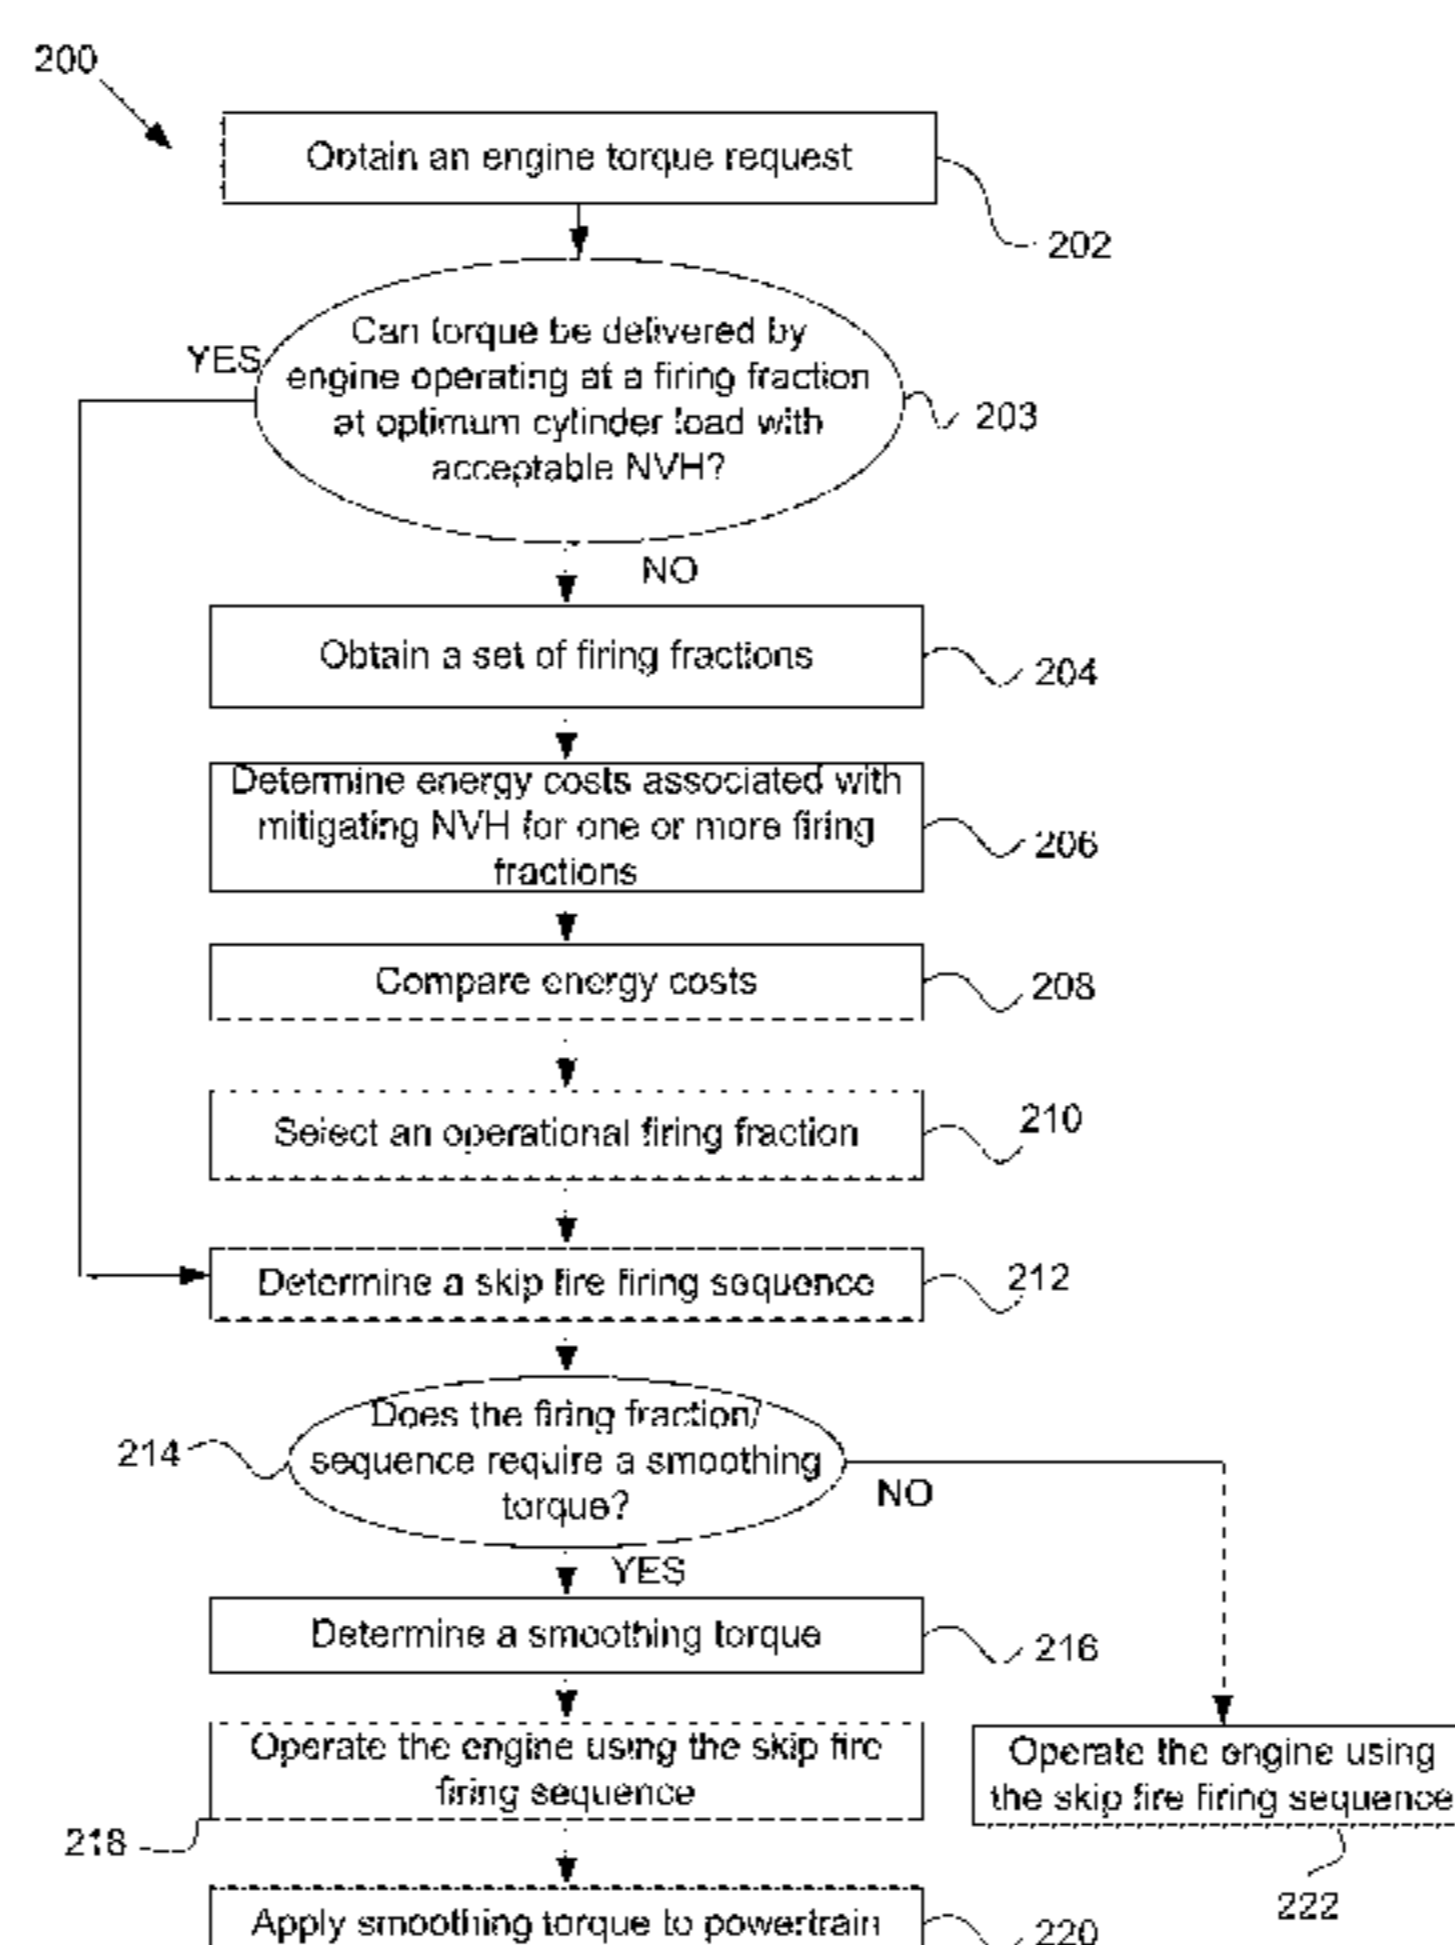 200
Obtain an engine torque request
202
Can torque be delivered by
engine operating at a firing fraction
at optimum cylinder load with
acceptable NVH?
YES
203
NO
Obtain a set of firing fractions
204
Determine energy costs associated with
mitigating NVH for one or more firing
fractions
206
Compare energy costs
208
Select an operational firing fraction
210
Determine a skip fire firing sequence
212
Does the firing fraction/
sequence require a smoothing
torque?
214
NO
YES
Determine a smoothing torque
216
Operate the engine using the skip fire
firing sequence
218
Operate the engine using
the skip fire firing sequence
222
Apply smoothing torque to powertrain
220